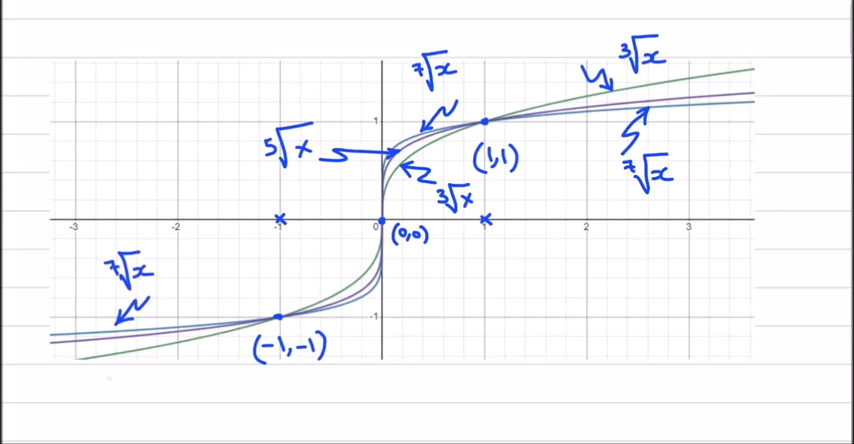 ⁷√x
³√x
⁵√x
1
(1,1)
⁷√x
³√x
-3
-2
-1
0
2
3
(0,0)
⁷√x
-1
(-1,-1)